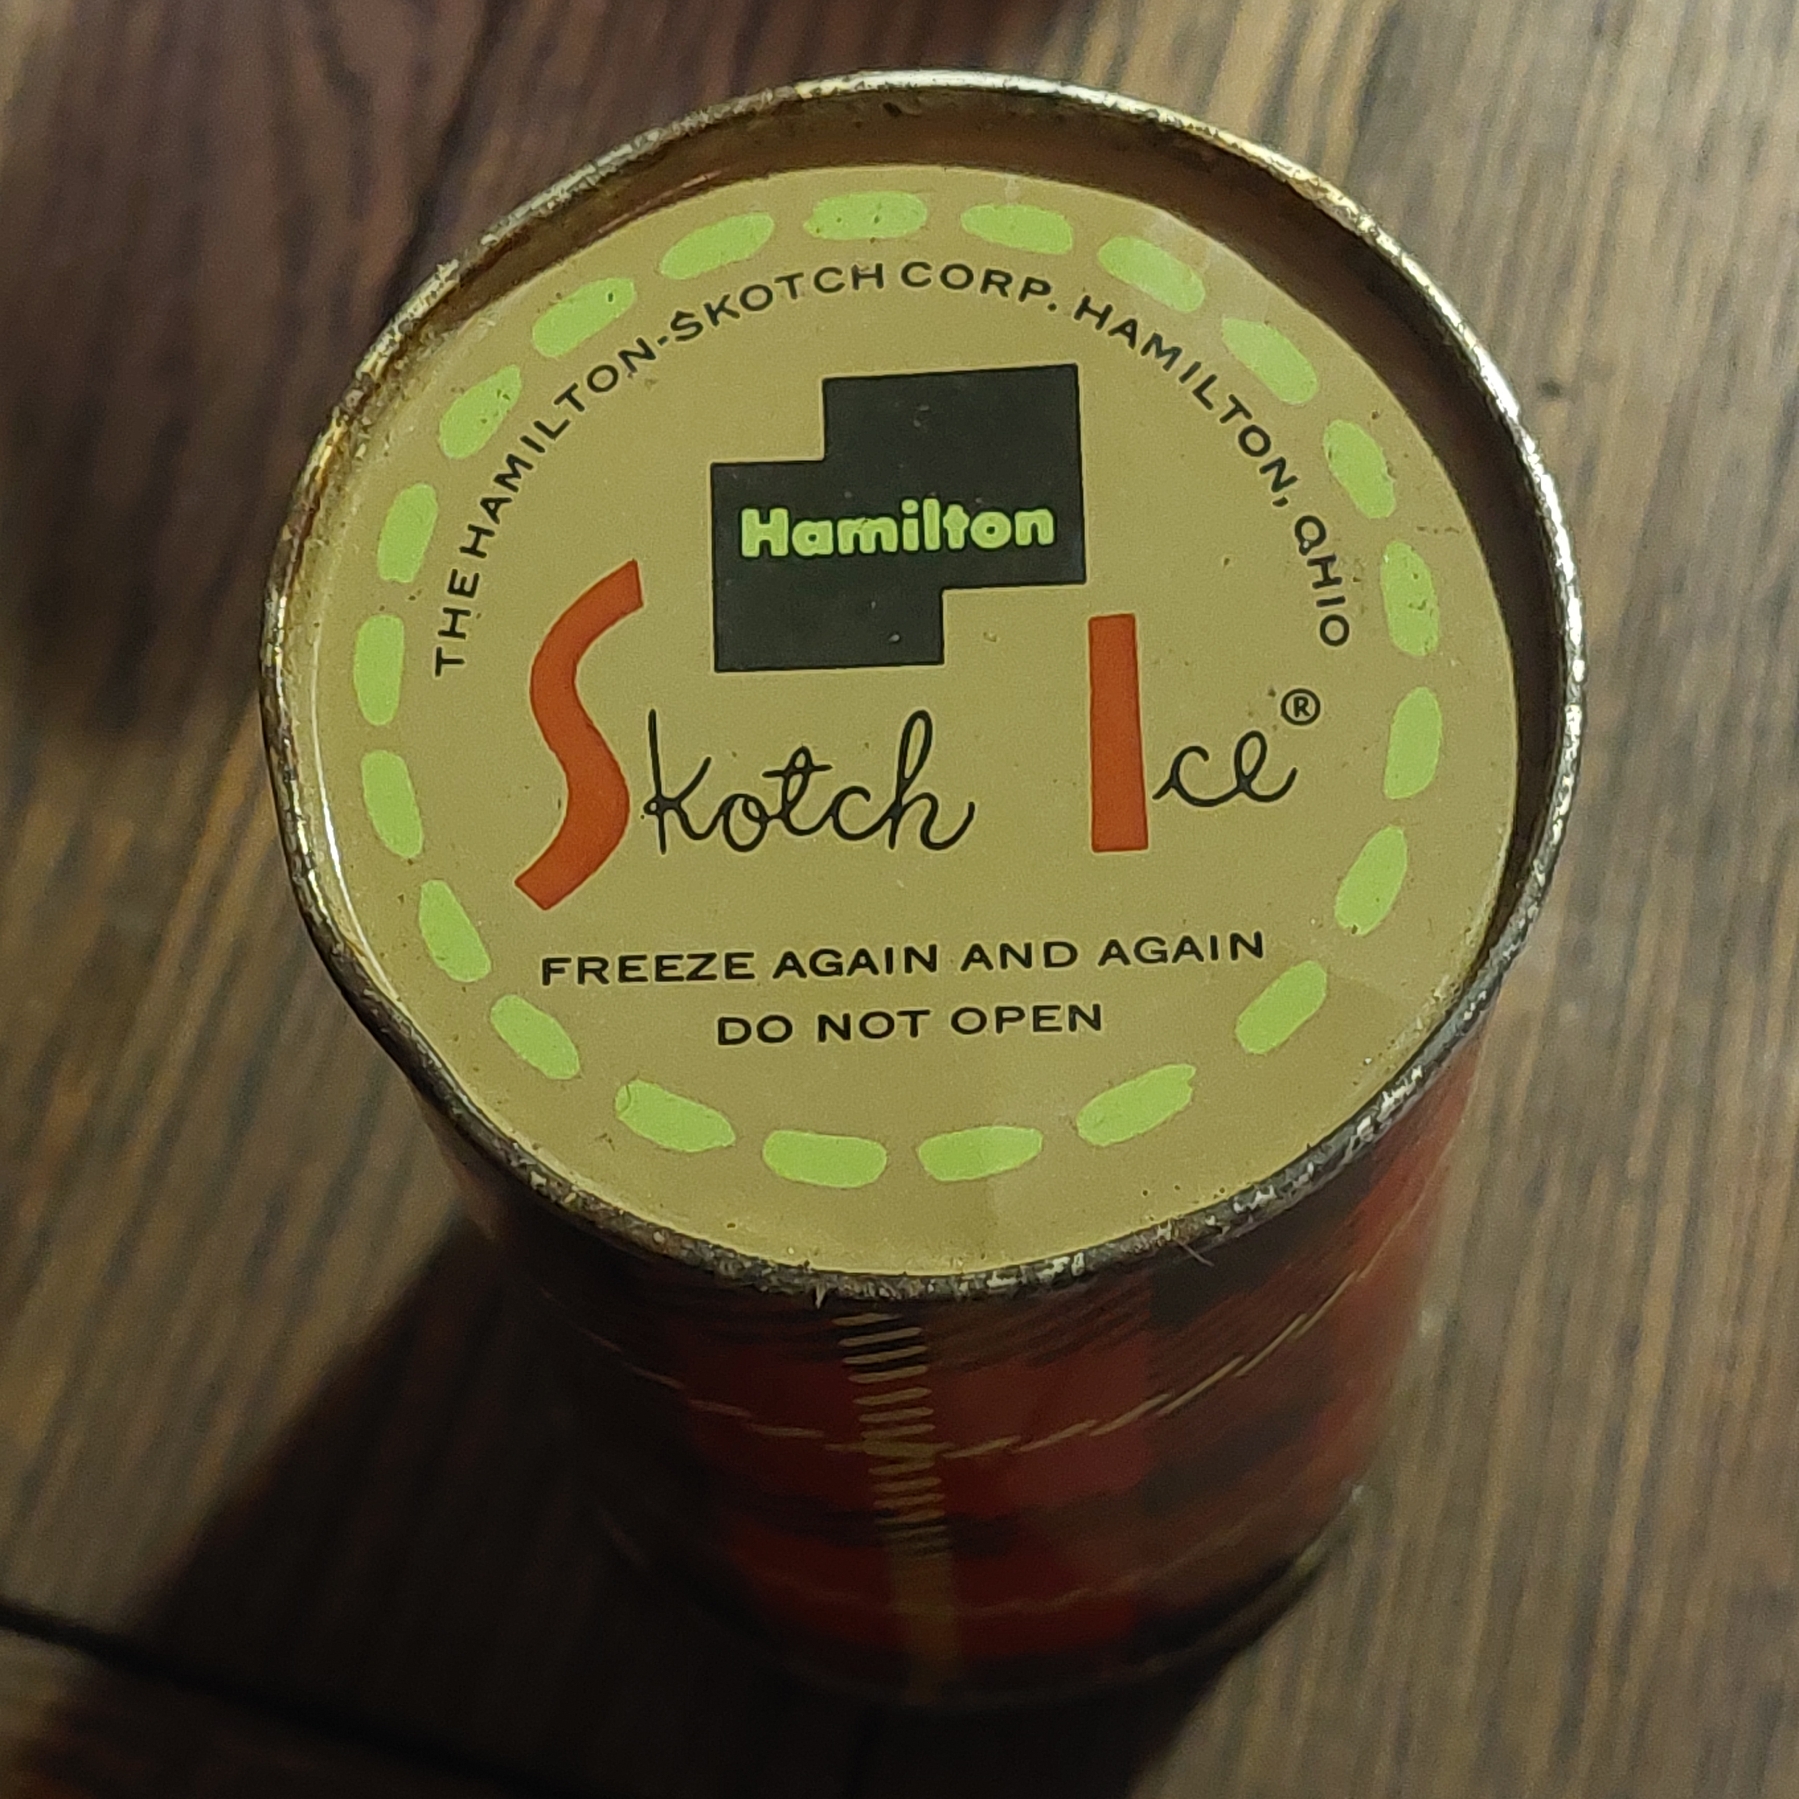 THE HAMILTON-SKOTCH CORP. HAMILTON, OHIO
Hamilton
Skotch Ice®
FREEZE AGAIN AND AGAIN
DO NOT OPEN